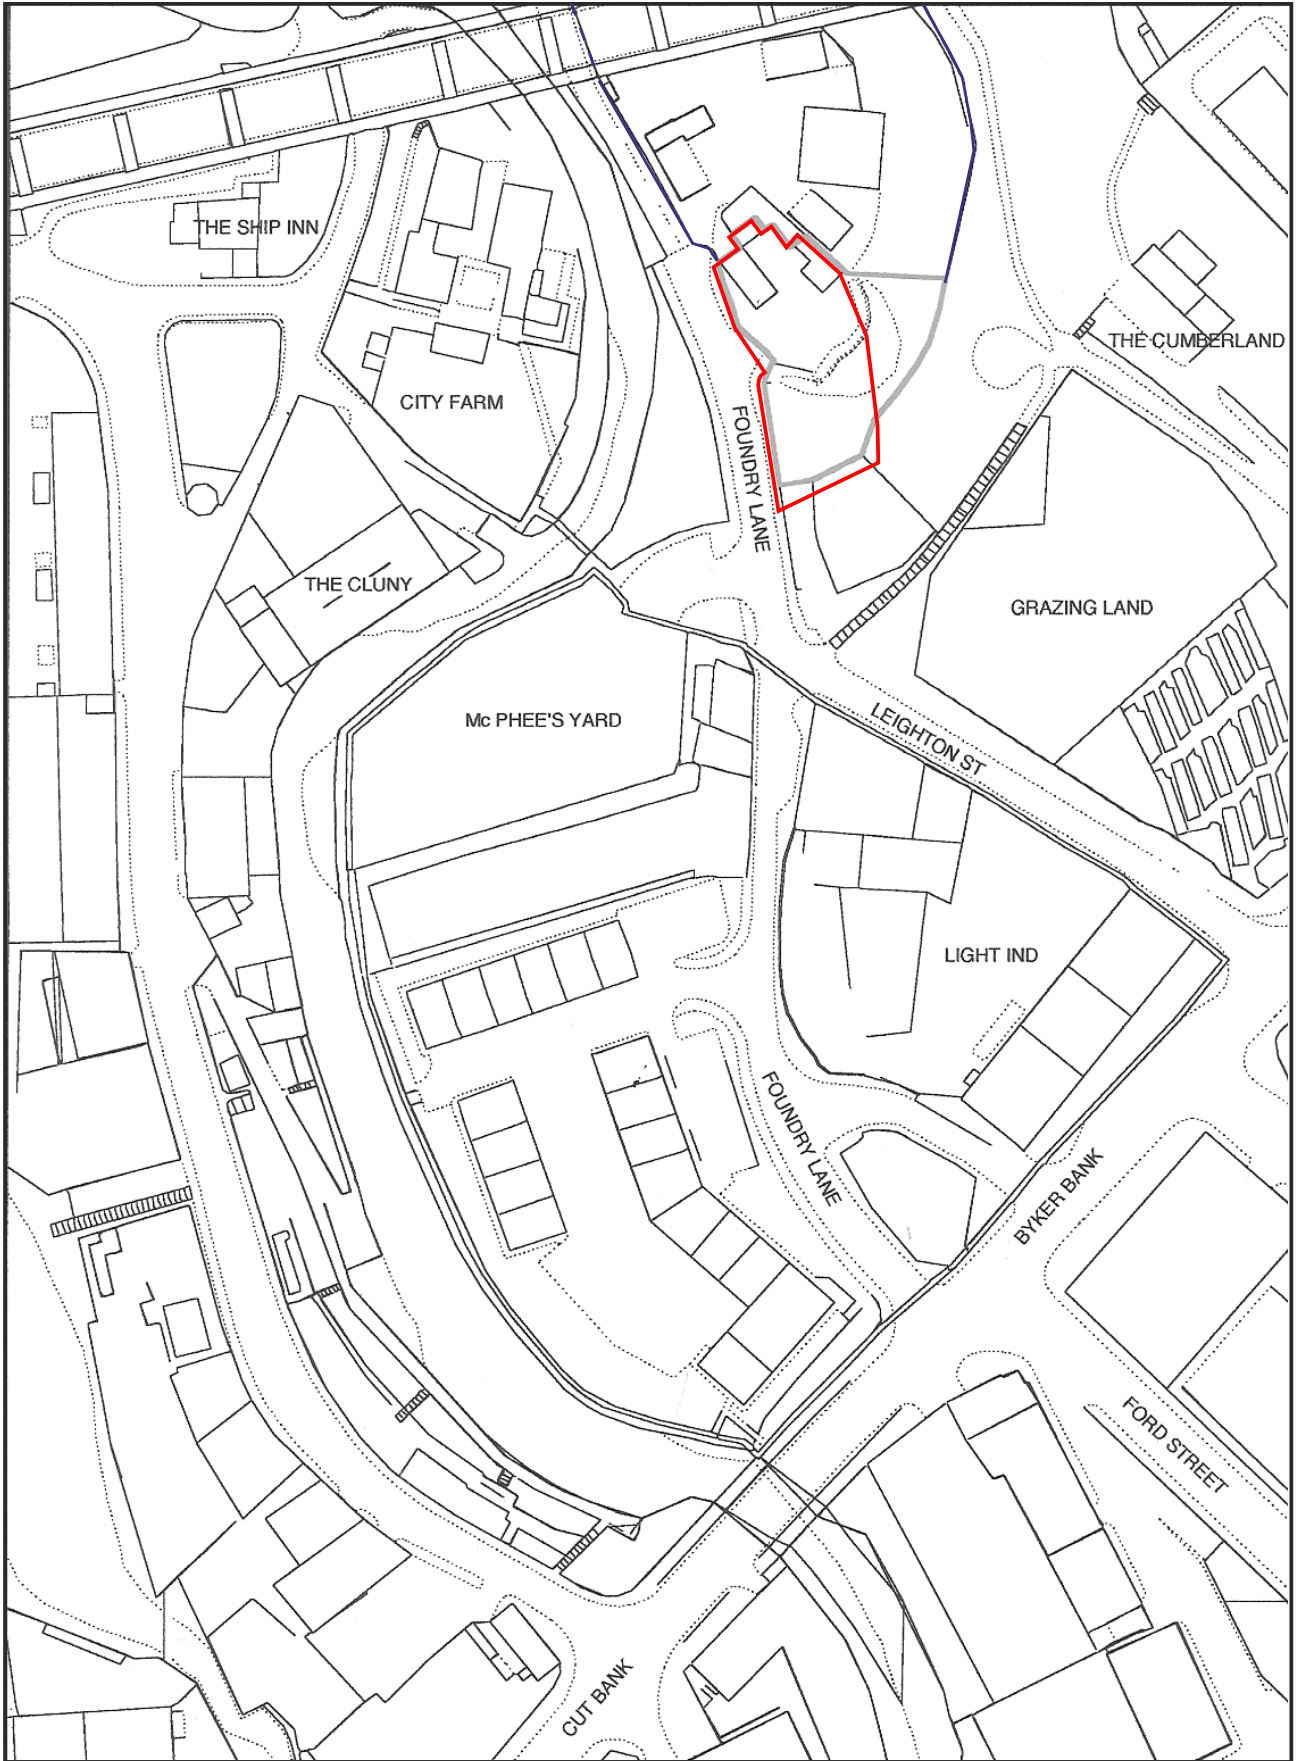 THE SHIP INN
THE CUMBERLAND
CITY FARM
FOUNDRY LANE
THE CLUNY
GRAZING LAND
Mc PHEE'S YARD
LEIGHTON ST
LIGHT IND
FOUNDRY LANE
BYKER BANK
FORD STREET
CUT BANK